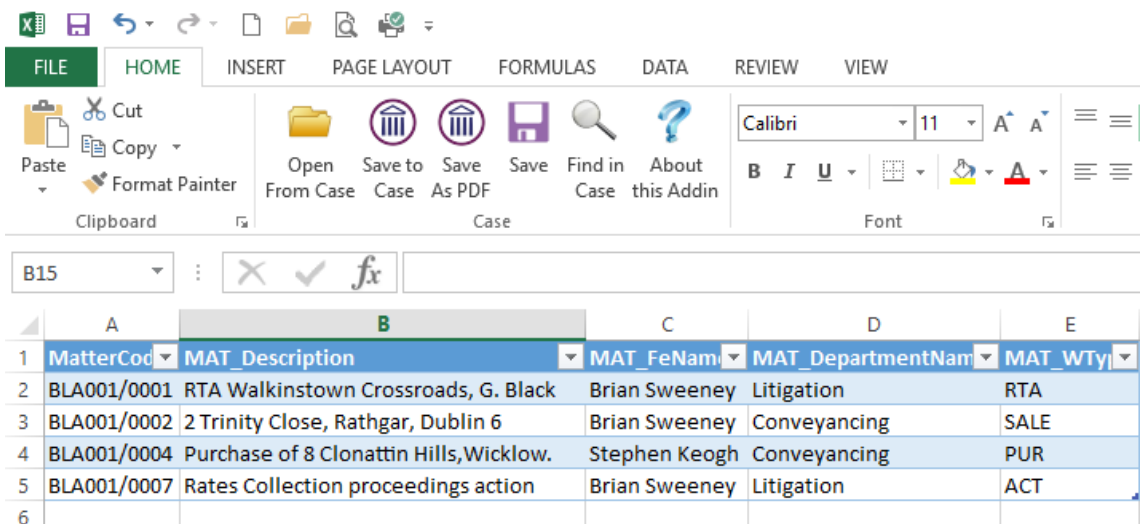 FILE HOME INSERT PAGE LAYOUT FORMULAS DATA REVIEW VIEW
Paste
Cut
Copy
Format Painter
Clipboard
Open From Case
Save to Case
Save As PDF
Save
Find in Case
About this Addin
Case
Calibri 11 A A
B I U A
Font
B15 fx
A B C D E
1 MatterCod MAT_Description MAT_FeName MAT_DepartmentNam MAT_WTyp
2 BLA001/0001 RTA Walkinstown Crossroads, G. Black Brian Sweeney Litigation RTA
3 BLA001/0002 2 Trinity Close, Rathgar, Dublin 6 Brian Sweeney Conveyancing SALE
4 BLA001/0004 Purchase of 8 Clonattin Hills,Wicklow. Stephen Keogh Conveyancing PUR
5 BLA001/0007 Rates Collection proceedings action Brian Sweeney Litigation ACT
6